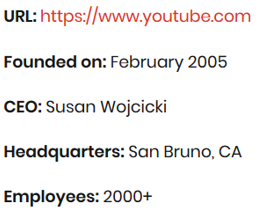 URL: https://www.youtube.com
Founded on: February 2005
CEO: Susan Wojcicki
Headquarters: San Bruno, CA
Employees: 2000+